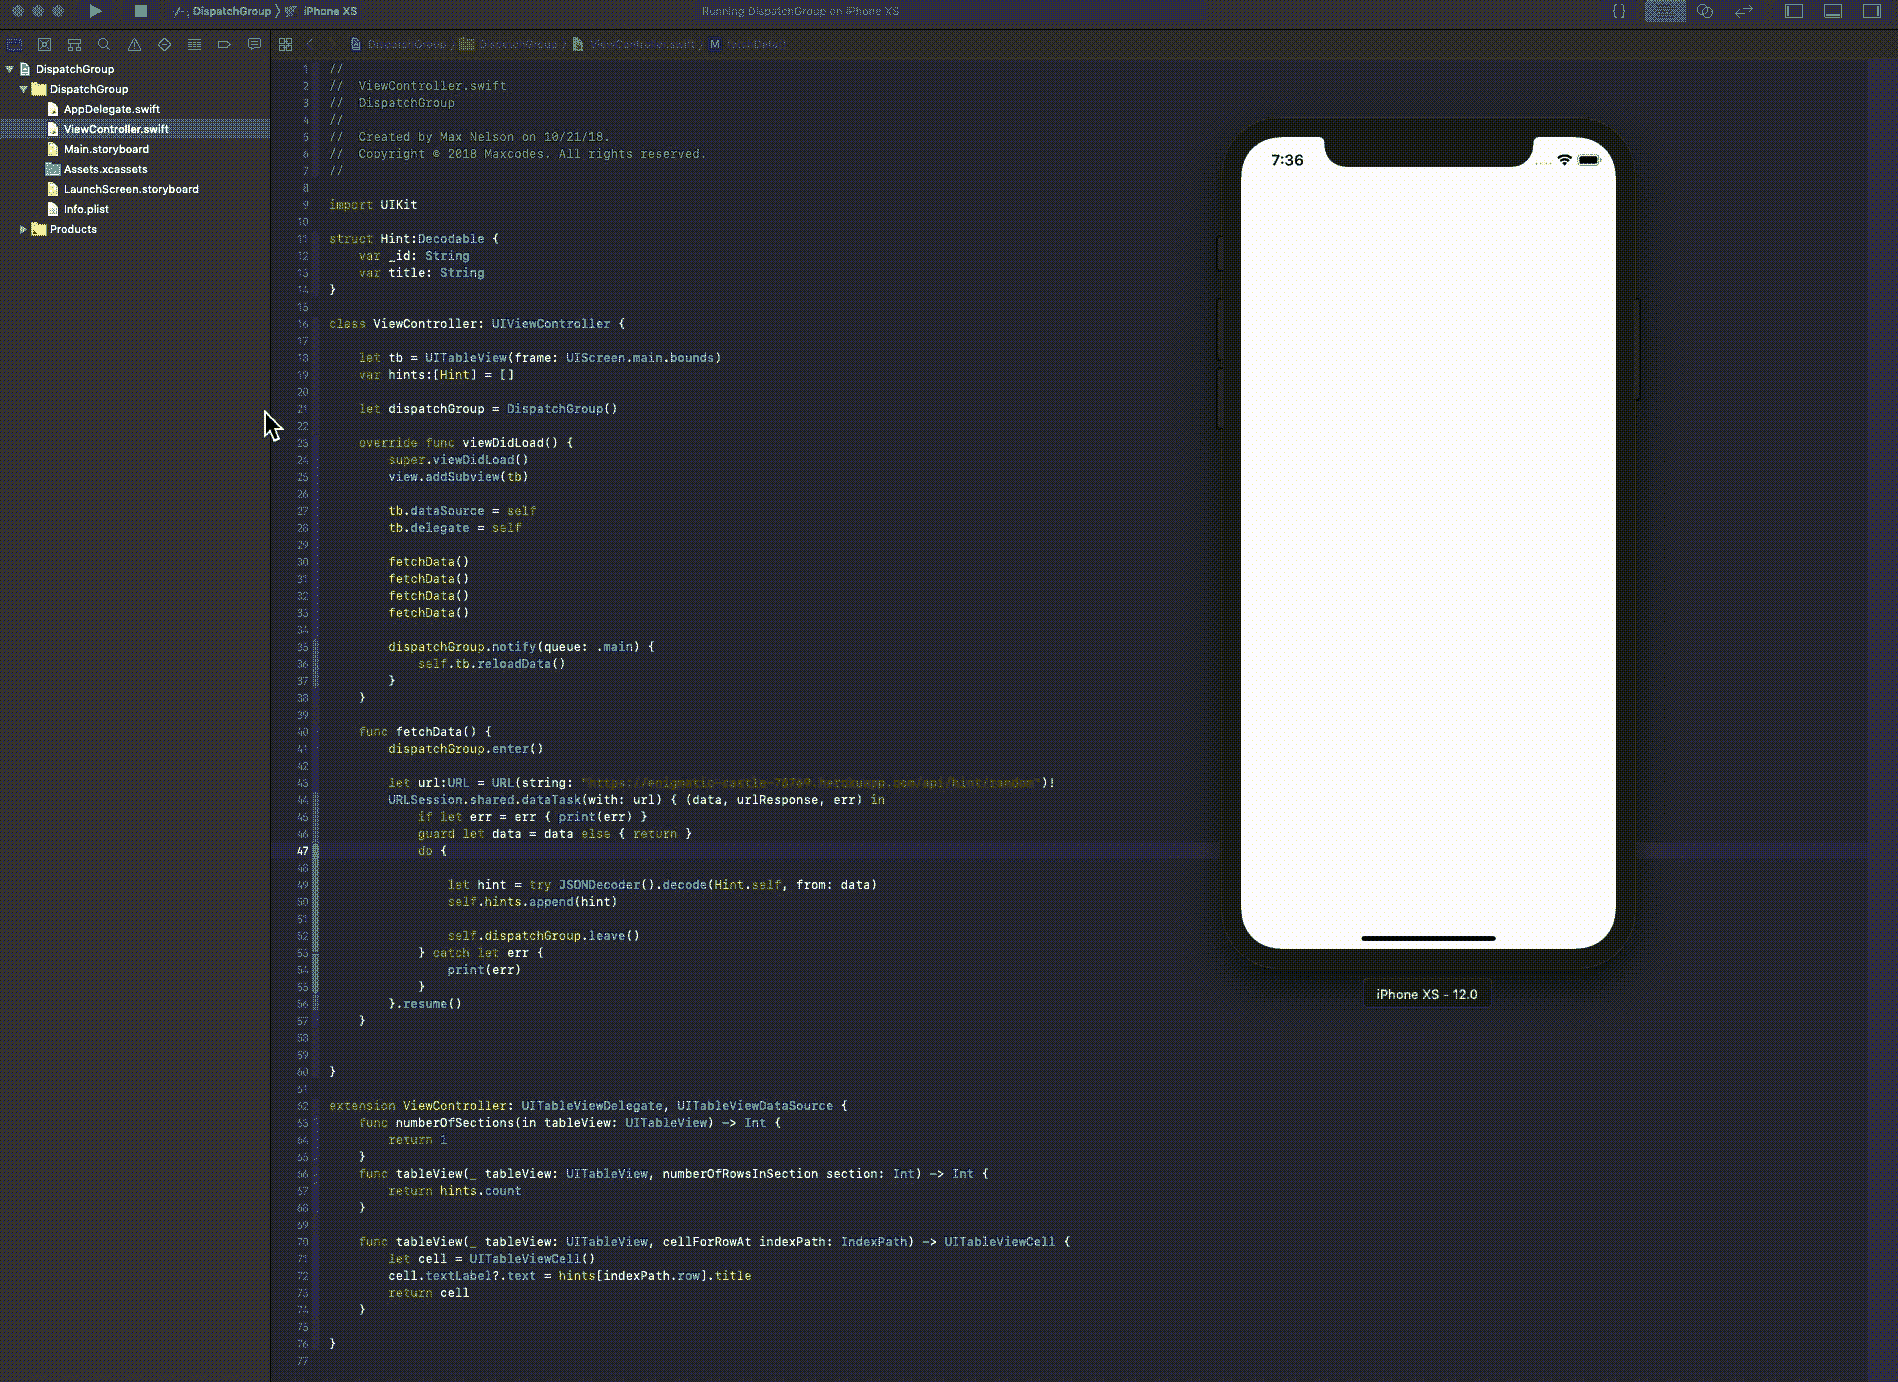 DispatchGroup 〉 iPhone XS
Running DispatchGroup on iPhone XS
DispatchGroup
DispatchGroup
AppDelegate.swift
ViewController.swift
Main.storyboard
Assets.xcassets
LaunchScreen.storyboard
Info.plist
Products
DispatchGroup 〉 DispatchGroup 〉 ViewController.swift 〉 M
1 //
2 //  ViewController.swift
3 //  DispatchGroup
4 //
5 //  Created by Max Nelson on 10/21/18.
6 //  Copyright © 2018 Maxcodes. All rights reserved.
7 //
8
9 import UIKit
10
11 struct Hint:Decodable {
12     var _id: String
13     var title: String
14 }
15
16 class ViewController: UIViewController {
17
18     let tb = UITableView(frame: UIScreen.main.bounds)
19     var hints:[Hint] = []
20
21     let dispatchGroup = DispatchGroup()
22
23     override func viewDidLoad() {
24         super.viewDidLoad()
25         view.addSubview(tb)
26
27         tb.dataSource = self
28         tb.delegate = self
29
30         fetchData()
31         fetchData()
32         fetchData()
33         fetchData()
34
35         dispatchGroup.notify(queue: .main) {
36             self.tb.reloadData()
37         }
38     }
39
40     func fetchData() {
41         dispatchGroup.enter()
42
43         let url:URL = URL(string: "https://enigmatic-castle-.herokuapp.com/api/hint/random")!
44         URLSession.shared.dataTask(with: url) { (data, urlResponse, err) in
45             if let err = err { print(err) }
46             guard let data = data else { return }
47             do {
48
49                 let hint = try JSONDecoder().decode(Hint.self, from: data)
50                 self.hints.append(hint)
51
52                 self.dispatchGroup.leave()
53             } catch let err {
54                 print(err)
55             }
56         }.resume()
57     }
58
59
60 }
61
62 extension ViewController: UITableViewDelegate, UITableViewDataSource {
63     func numberOfSections(in tableView: UITableView) -> Int {
64         return 1
65     }
66     func tableView(_ tableView: UITableView, numberOfRowsInSection section: Int) -> Int {
67         return hints.count
68     }
69
70     func tableView(_ tableView: UITableView, cellForRowAt indexPath: IndexPath) -> UITableViewCell {
71         let cell = UITableViewCell()
72         cell.textLabel?.text = hints[indexPath.row].title
73         return cell
74     }
75
76 }
77
7:36
iPhone XS - 12.0